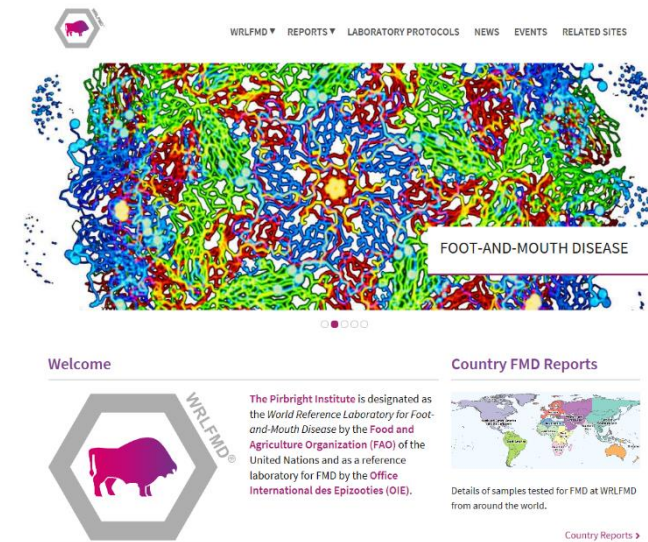 WRLFMD▼ REPORTS▼ LABORATORY PROTOCOLS NEWS EVENTS RELATED SITES
FOOT-AND-MOUTH DISEASE
Welcome
WRLFMD®
The Pirbright Institute is designated as
the World Reference Laboratory for Foot-
and-Mouth Disease by the Food and
Agriculture Organization (FAO) of the
United Nations and as a reference
laboratory for FMD by the Office
International des Epizooties (OIE).
Country FMD Reports
Details of samples tested for FMD at WRLFMD
from around the world.
Country Reports ›